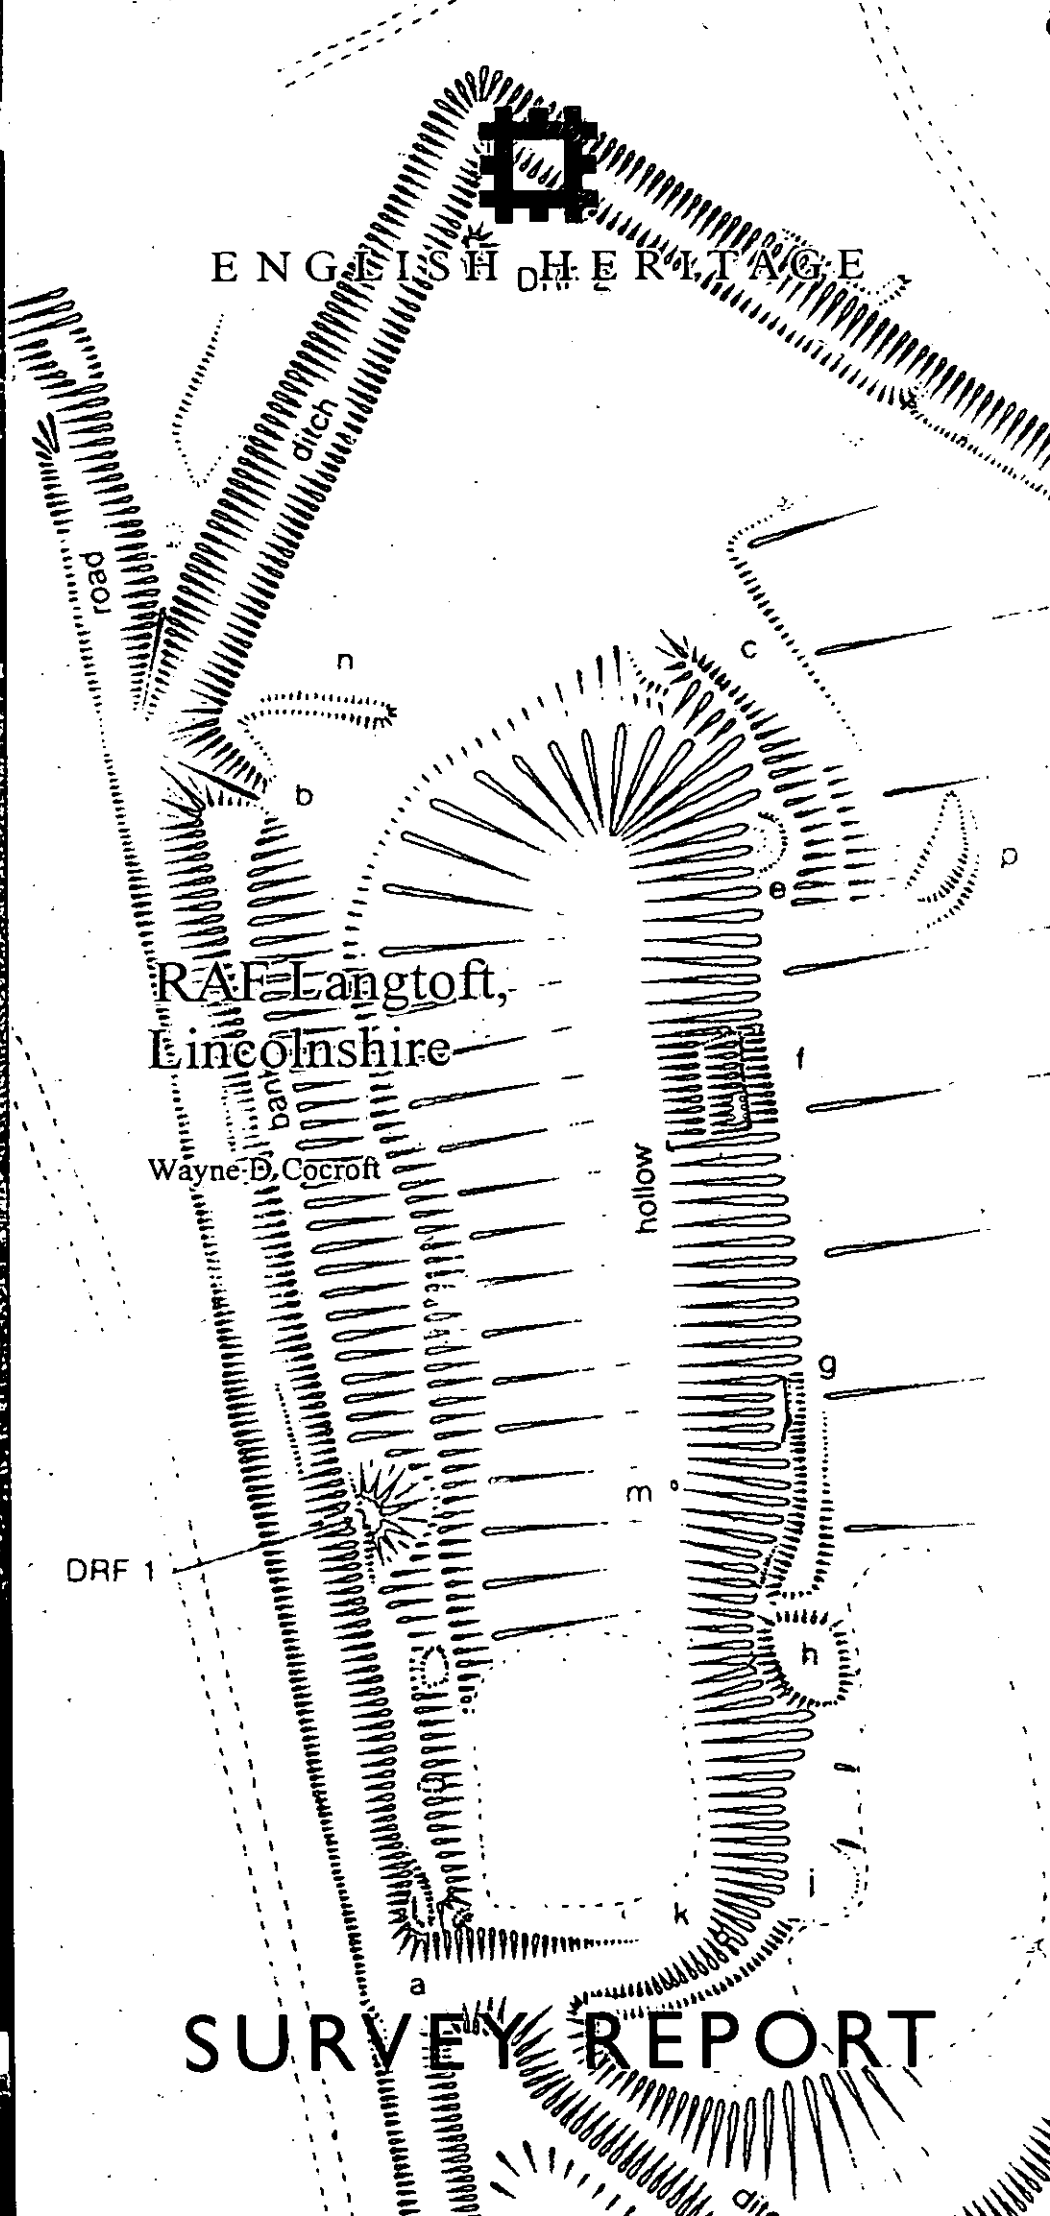 ENGLISH HERITAGE
ditch
road
n
c
b
p
e
RAF Langtoft,
Lincolnshire
f
bank
Wayne D Cocroft
hollow
g
m
DRF 1
h
j
k
a
SURVEY REPORT